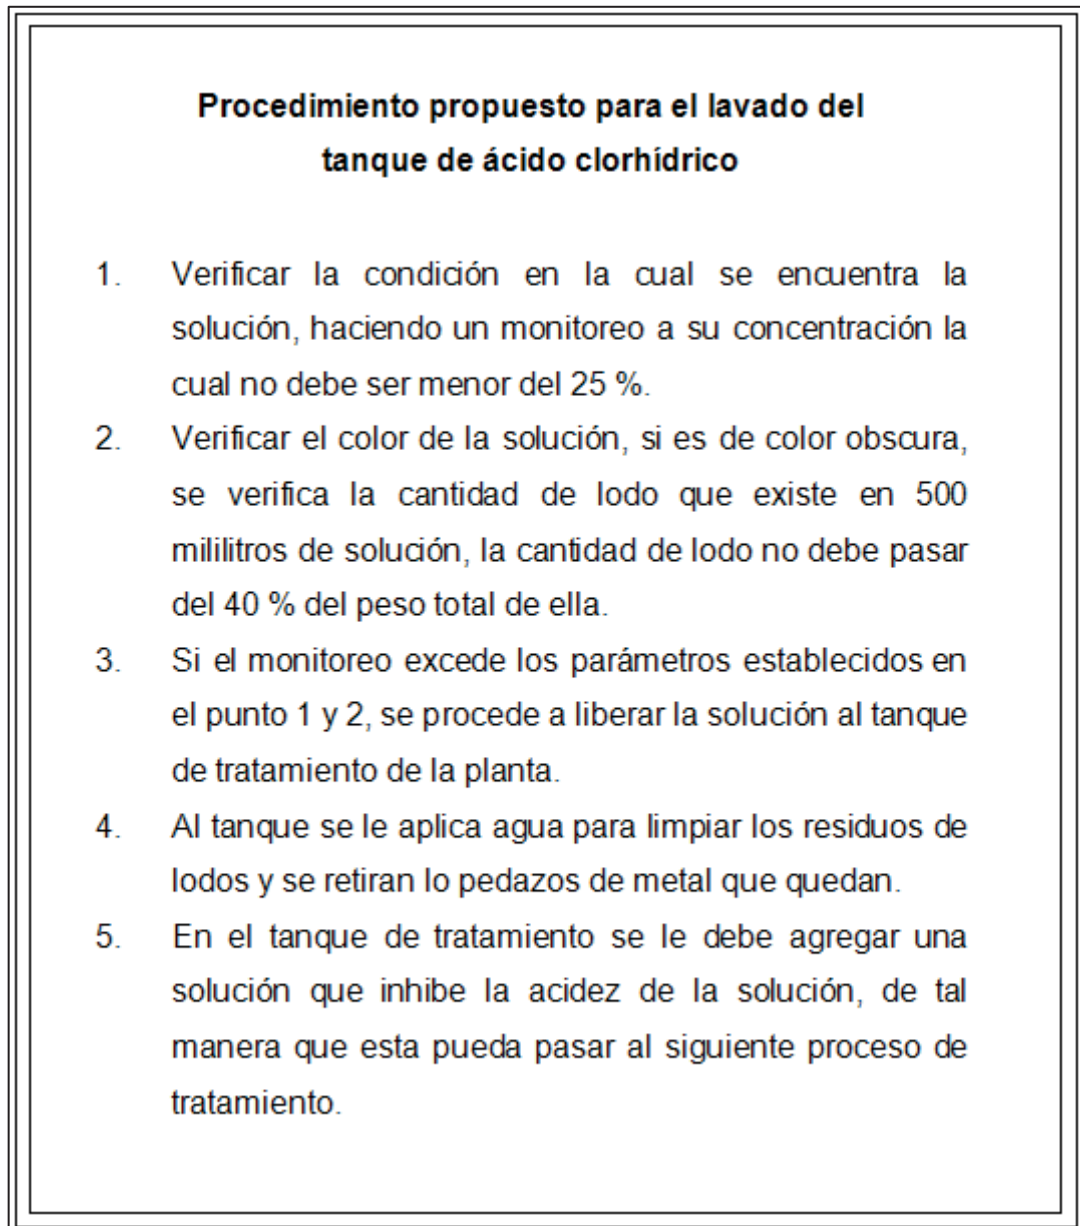 Procedimiento propuesto para el lavado del
tanque de ácido clorhídrico
1. Verificar la condición en la cual se encuentra la
solución, haciendo un monitoreo a su concentración la
cual no debe ser menor del 25 %.
2. Verificar el color de la solución, si es de color obscura,
se verifica la cantidad de lodo que existe en 500
mililitros de solución, la cantidad de lodo no debe pasar
del 40 % del peso total de ella.
3. Si el monitoreo excede los parámetros establecidos en
el punto 1 y 2, se procede a liberar la solución al tanque
de tratamiento de la planta.
4. Al tanque se le aplica agua para limpiar los residuos de
lodos y se retiran lo pedazos de metal que quedan.
5. En el tanque de tratamiento se le debe agregar una
solución que inhibe la acidez de la solución, de tal
manera que esta pueda pasar al siguiente proceso de
tratamiento.